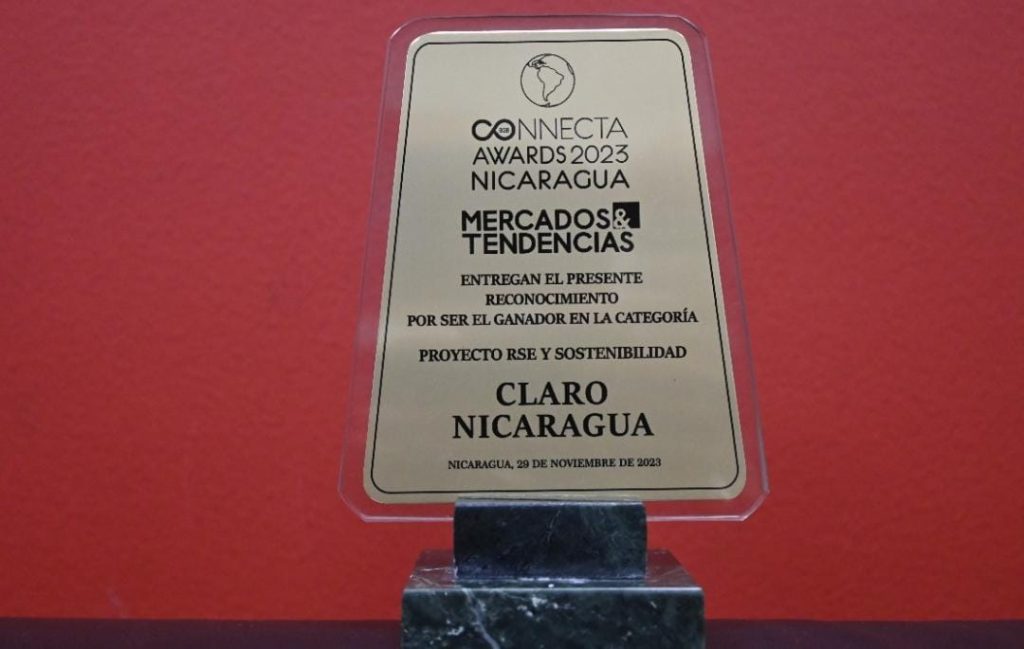 CONNECTA
AWARDS 2023
NICARAGUA
MERCADOS&
TENDENCIAS
ENTREGAN EL PRESENTE
RECONOCIMIENTO
POR SER EL GANADOR EN LA CATEGORÍA
PROYECTO RSE Y SOSTENIBILIDAD
CLARO
NICARAGUA
NICARAGUA, 29 DE NOVIEMBRE DE 2023